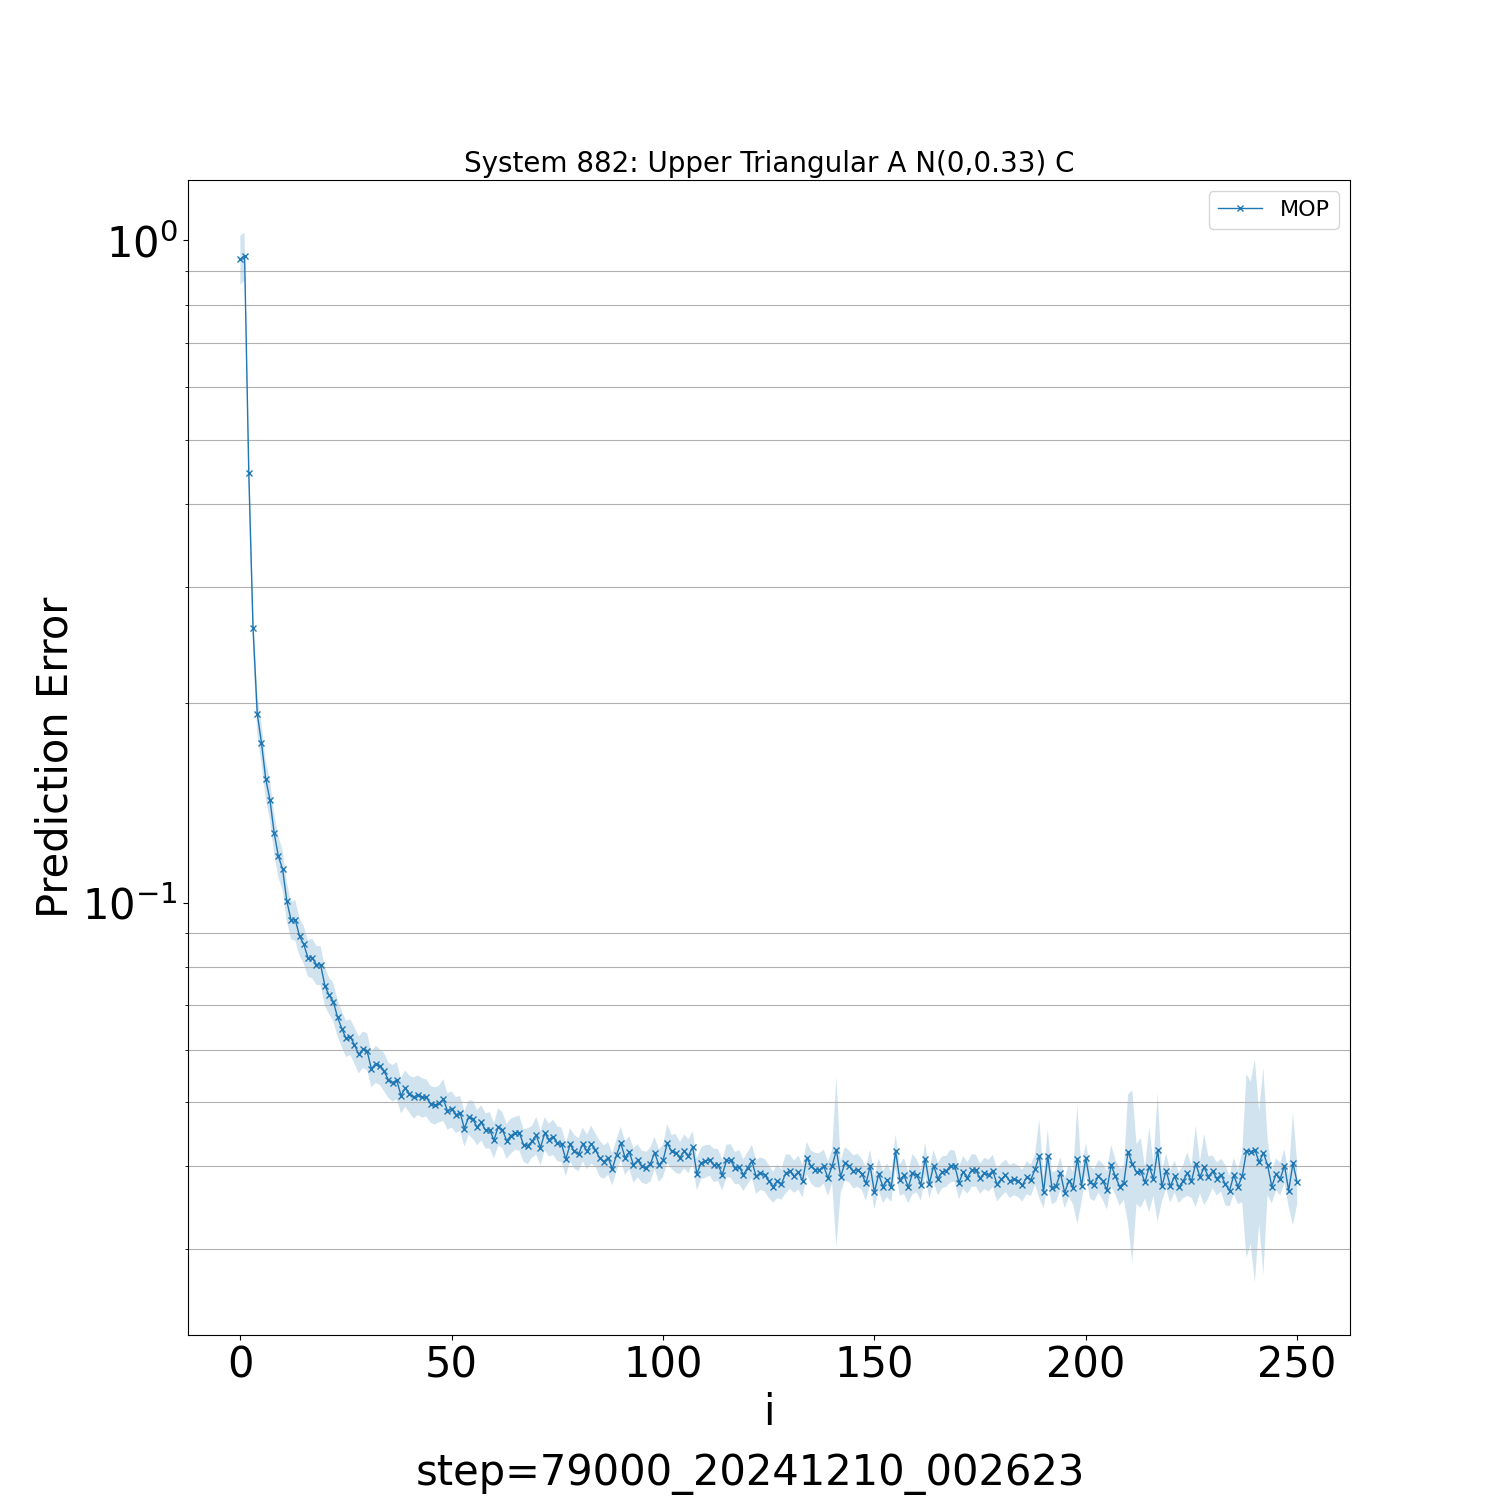 System 882: Upper Triangular A N(0,0.33) C
MOP
10⁰
10⁻¹
Prediction Error
0 50 100 150 200 250
i
step=79000_20241210_002623